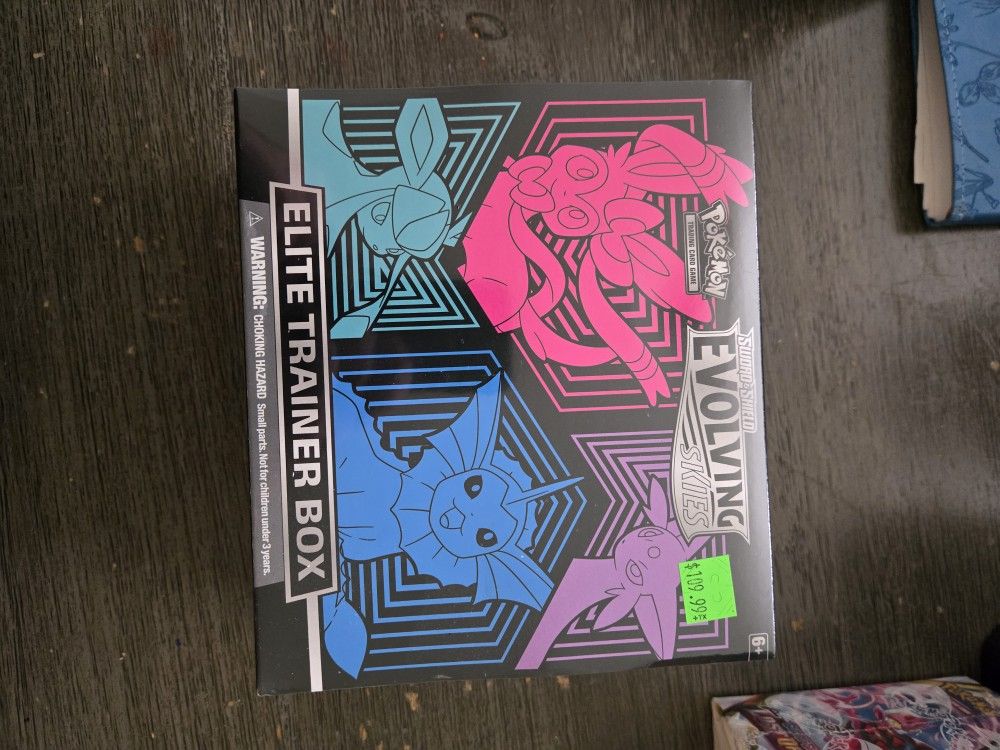 Pokémon
TRADING CARD GAME
SWORD & SHIELD
EVOLVING
SKIES
$109.99+TX
6+
ELITE TRAINER BOX
WARNING: CHOKING HAZARD Small parts. Not for children under 3 years.